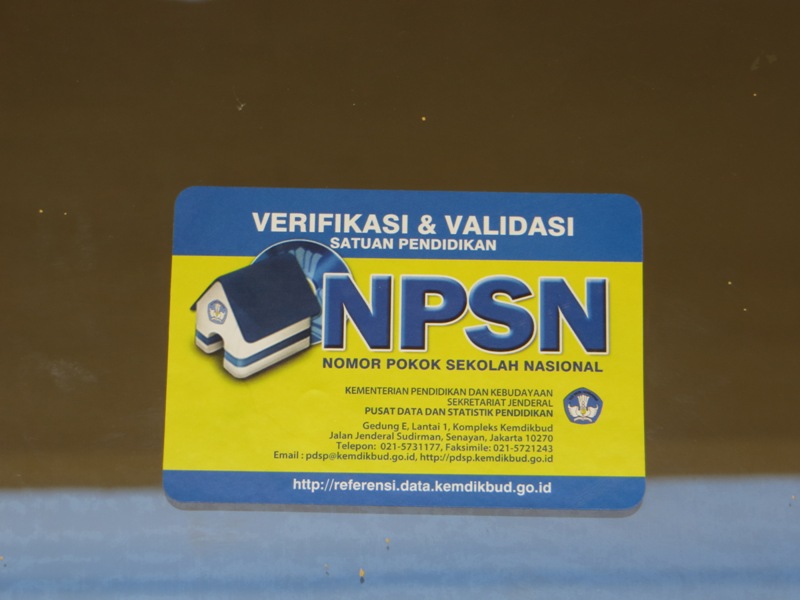 VERIFIKASI & VALIDASI
SATUAN PENDIDIKAN
NPSN
NOMOR POKOK SEKOLAH NASIONAL
KEMENTERIAN PENDIDIKAN DAN KEBUDAYAAN
SEKRETARIAT JENDERAL
PUSAT DATA DAN STATISTIK PENDIDIKAN
Gedung E, Lantai 1, Kompleks Kemdikbud
Jalan Jenderal Sudirman, Senayan, Jakarta 10270
Telepon: 021-5731177, Faksimile: 021-5721243
Email : pdsp@kemdikbud.go.id, http://pdsp.kemdikbud.go.id
http://referensi.data.kemdikbud.go.id